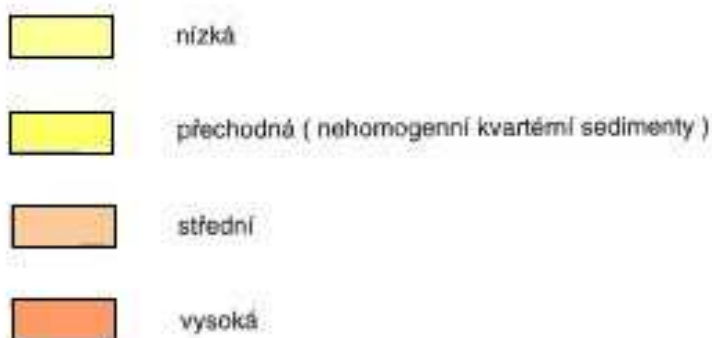 nízká
přechodná ( nehomogenní kvartérní sedimenty )
střední
vysoká